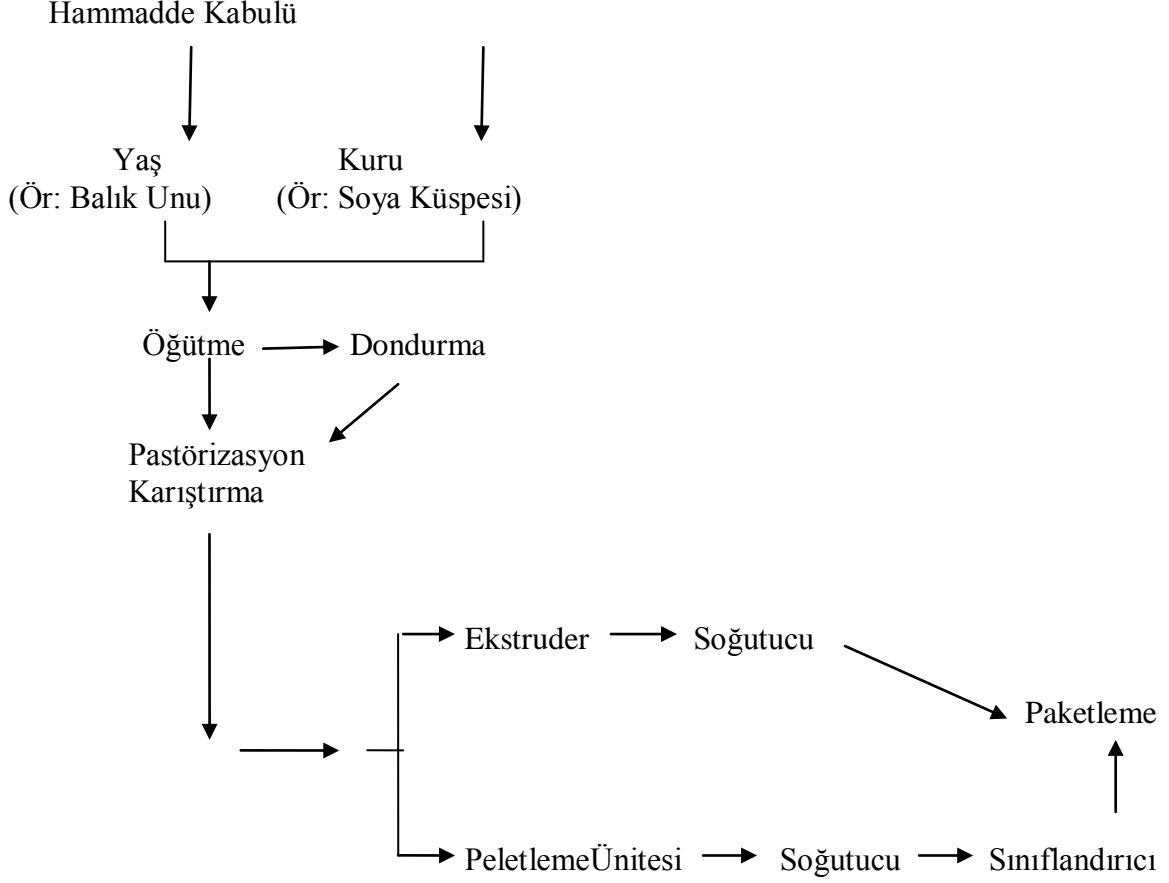 Hammadde Kabulü
Yaş Kuru
(Ör: Balık Unu) (Ör: Soya Küspesi)
Öğütme Dondurma
Pastörizasyon
Karıştırma
Ekstruder Soğutucu
Paketleme
PeletlemeÜnitesi Soğutucu Sınıflandırıcı